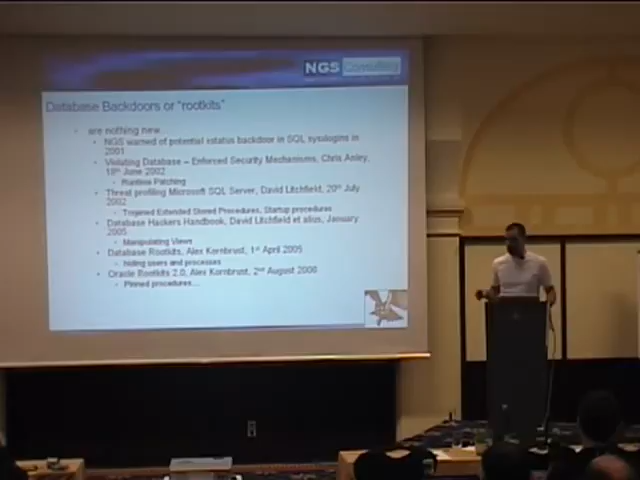 NGS Consulting
Database Backdoors or "rootkits"
are nothing new...
NGS warned of potential xstatus backdoor in SQL sysxlogins in
2001
Violating Database – Enforced Security Mechanisms, Chris Anley,
18th June 2002
Runtime Patching
Threat profiling Microsoft SQL Server, David Litchfield, 20th July
2002
Trojaned Extended Stored Procedures, Startup procedures
Database Hackers Handbook, David Litchfield et alius, January
2005
Manipulating Views
Database Rootkits, Alex Kornbrust, 1st April 2005
hiding users and processes
Oracle Rootkits 2.0, Alex Kornbrust, 2nd August 2006
Pinned procedures...